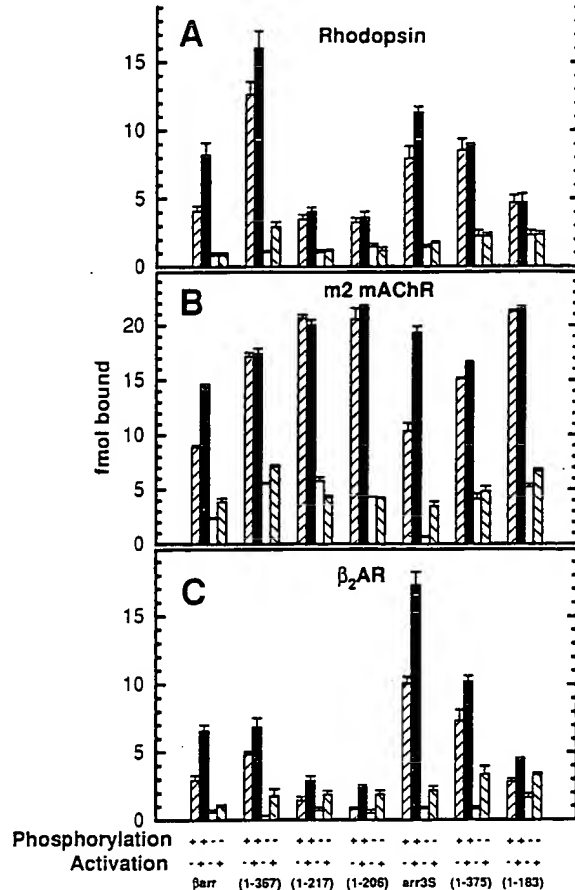 A
Rhodopsin
15
10
5
0
B
m2 mAChR
20
15
10
5
0
fmol bound
C
β₂AR
15
10
5
0
Phosphorylation ++-- ++-- ++-- ++-- ++-- ++-- ++--
Activation -+-+ -+-+ -+-+ -+-+ -+-+ -+-+ -+-+
βarr (1-367) (1-217) (1-206) arr3S (1-375) (1-183)